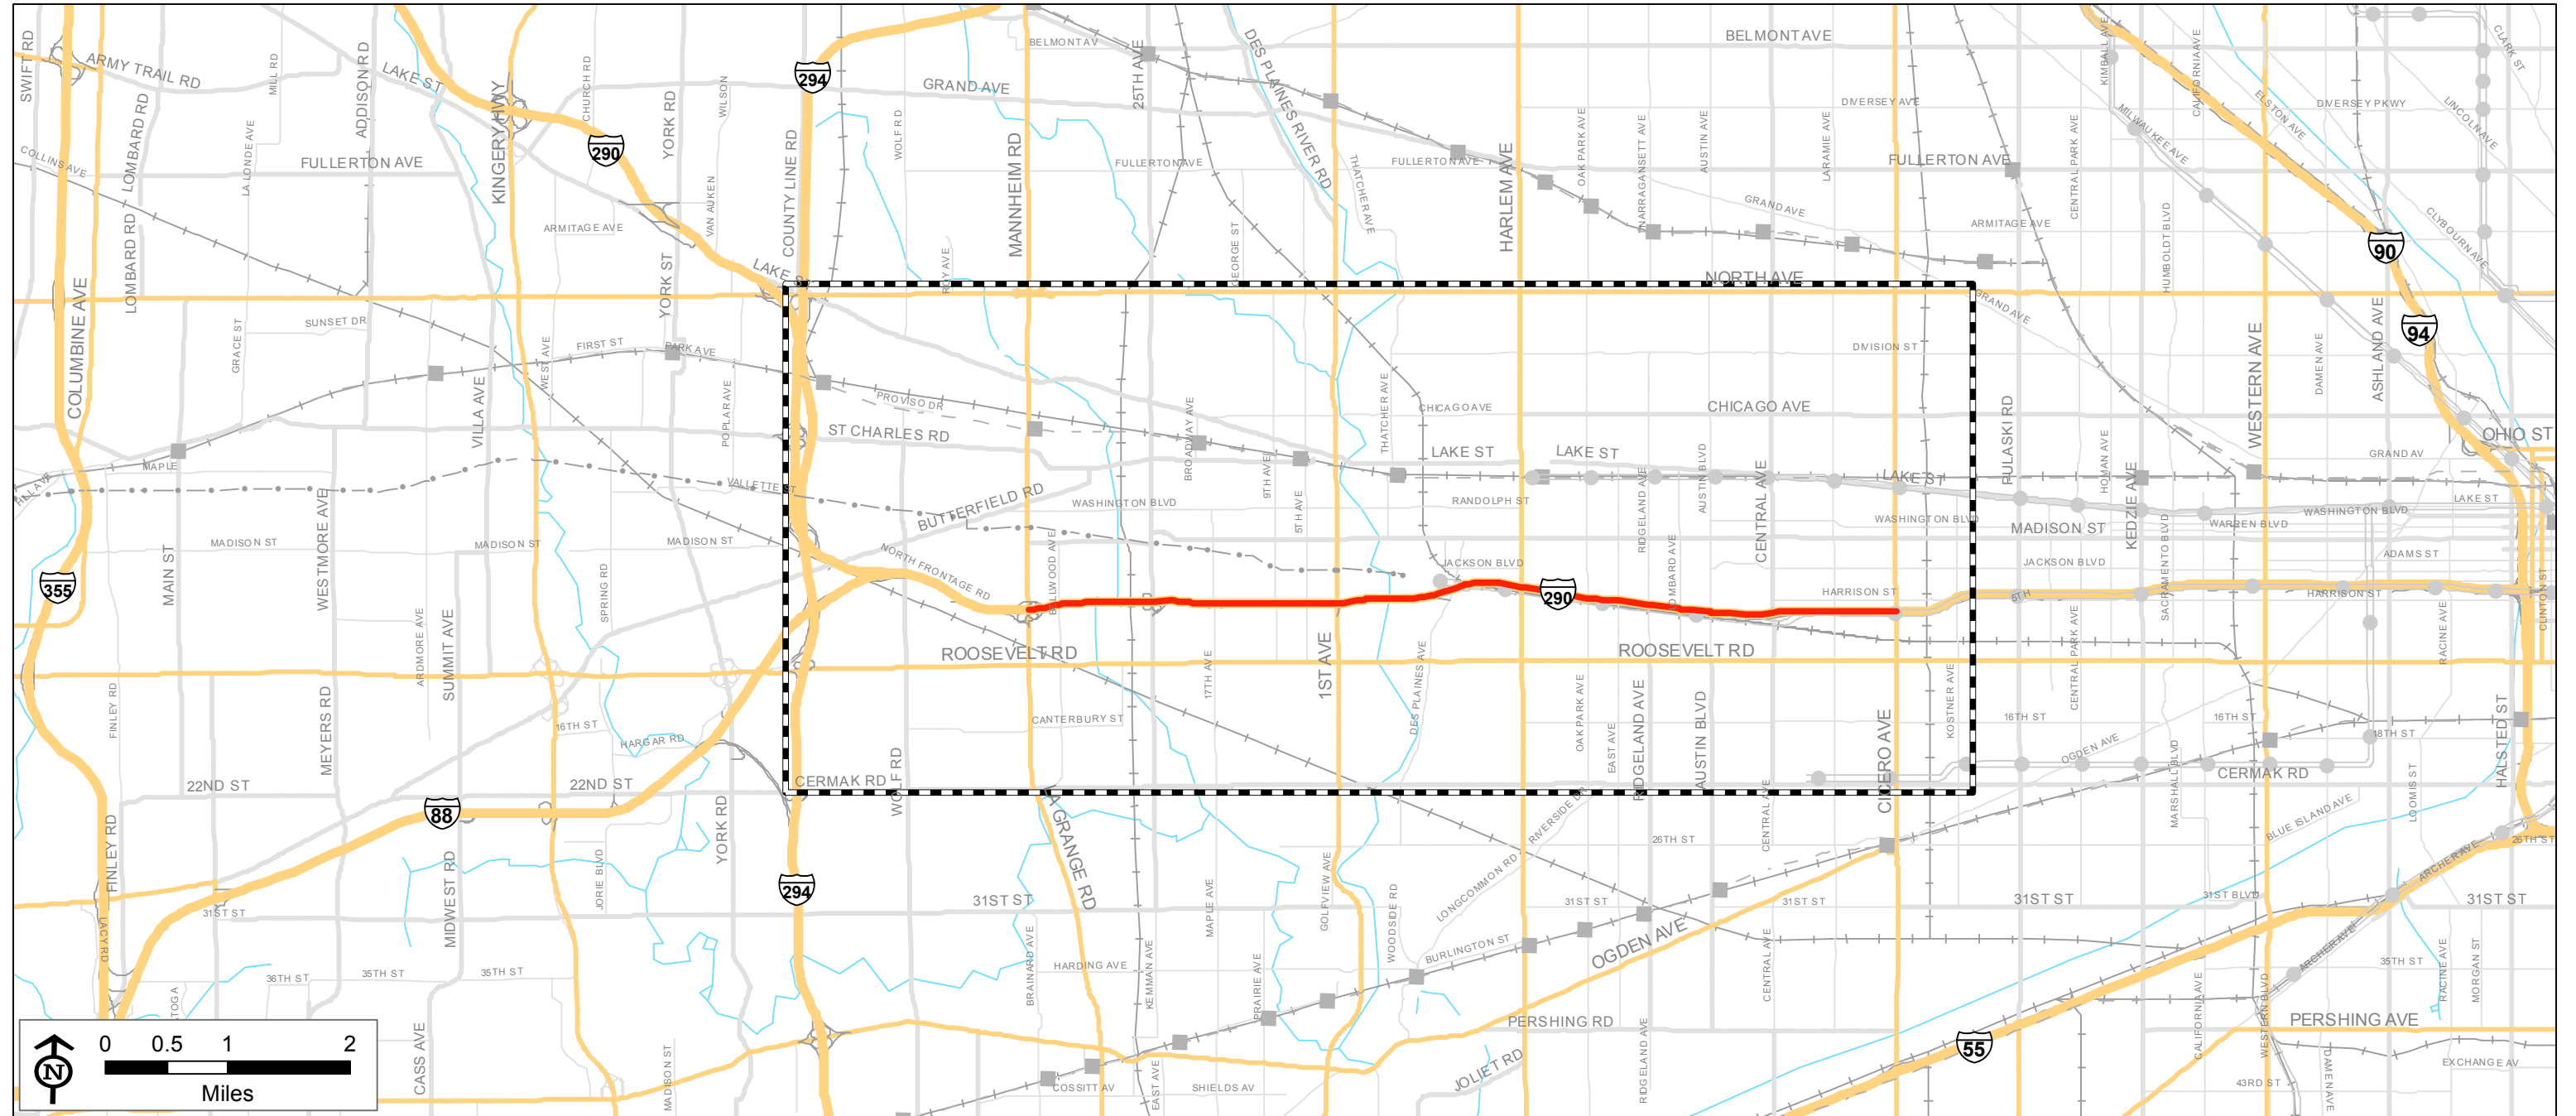 SWIFT RD
ARMY TRAIL RD
MILL RD
ADDISON RD
LAKE ST
CHURCH RD
YORK RD
WILSON
294
GRAND AVE
WOLF RD
BELMONT AV
25TH AVE
DES PLAINES RIVER RD
BELMONT AVE
KIMBALL AVE
CALIFORNIA AVE
CLARK ST
COLLINS AVE
LOMBARD RD
LA LONDE AVE
FULLERTON AVE
KINGERY HWY
290
VAN AUKEN
COUNTY LINE RD
MANNHEIM RD
FULLERTON AVE
THATCHER AVE
FULLERTON AVE
HARLEM AVE
OAK PARK AVE
NARRAGANSETT AVE
AUSTIN AVE
LARAMIE AVE
DIVERSEY AVE
FULLERTON AVE
CENTRAL PARK AVE
MILWAUKEE AVE
ELSTON AVE
DIVERSEY PKWY
LINCOLN AVE
LOMBARD RD
ARMITAGE AVE
YORK ST
LAKE ST
ROY AVE
GEORGE ST
GRAND AVE
ARMITAGE AVE
HUMBOLDT BLVD
90
CLYBOURN AVE
NORTH AVE
GRAND AVE
COLUMBINE AVE
SUNSET DR
GRACE ST
FIRST ST
PARK AVE
WEST AVE
VILLA AVE
POPLAR AVE
PROVISO DR
DIVISION ST
WESTERN AVE
DAMEN AVE
ASHLAND AVE
94
ST CHARLES RD
BROADWAY AVE
THATCHER AVE
CHICAGO AVE
CHICAGO AVE
PULASKI RD
OHIO ST
HILL AVE
MAPLE
VALLETTE ST
BUTTERFIELD RD
WASHINGTON BLVD
9TH AVE
5TH AVE
LAKE ST
LAKE ST
RANDOLPH ST
RIDGELAND AVE
AUSTIN BLVD
CENTRAL AVE
LAKE ST
WASHINGTON BLVD
MADISON ST
HOMAN AVE
KEDZIE AVE
SACRAMENTO BLVD
GRAND AV
LAKE ST
WASHINGTON BLVD
WARREN BLVD
355
MAIN ST
MADISON ST
WESTMORE AVE
MADISON ST
MADISON ST
SPRING RD
NORTH FRONTAGE RD
BELLWOOD AVE
JACKSON BLVD
290
LOMBARD AVE
HARRISON ST
5TH
JACKSON BLVD
ADAMS ST
HARRISON ST
CLINTON ST
ARDMORE AVE
SUMMIT AVE
ROOSEVELT RD
17TH AVE
1ST AVE
DES PLAINES AVE
ROOSEVELT RD
CENTRAL PARK AVE
RACINE AVE
FINLEY RD
MEYERS RD
16TH ST
HARGAR RD
CANTERBURY ST
OAK PARK AVE
EAST AVE
RIDGELAND AVE
AUSTIN BLVD
CICERO AVE
KOSTNER AVE
16TH ST
16TH ST
OGDEN AVE
18TH ST
HALSTED ST
22ND ST
22ND ST
YORK RD
CERMAK RD
WOLF RD
LA GRANGE RD
RIVERSIDE DR
CENTRAL AVE
MARSHALL BLVD
CERMAK RD
LOOMIS ST
BLUE ISLAND AVE
88
FINLEY RD
MIDWEST RD
JORIE BLVD
294
31ST ST
31ST ST
MAPLE AVE
GOLFVIEW AVE
WOODSIDE RD
LONGCOMMON RD
26TH ST
31ST ST
31ST ST
31ST ST
31ST BLVD
ARCHER AVE
26TH ST
31ST ST
LACY RD
36TH ST
35TH ST
35TH ST
BRAINARD AVE
HARDING AVE
KEMMAN AVE
PRAIRIE AVE
BURLINGTON ST
OGDEN AVE
CENTRAL AVE
CALIFORNIA AVE
WESTERN BLVD
ARCHER AVE
35TH ST
RACINE AVE
MORGAN ST
CASS AVE
MADISON ST
COSSITT AV
EAST AVE
SHIELDS AV
JOLIET RD
PERSHING RD
RIDGELAND AVE
55
PERSHING AVE
DAMEN AVE
EXCHANGE AV
43RD ST
0 0.5 1 2
N
Miles